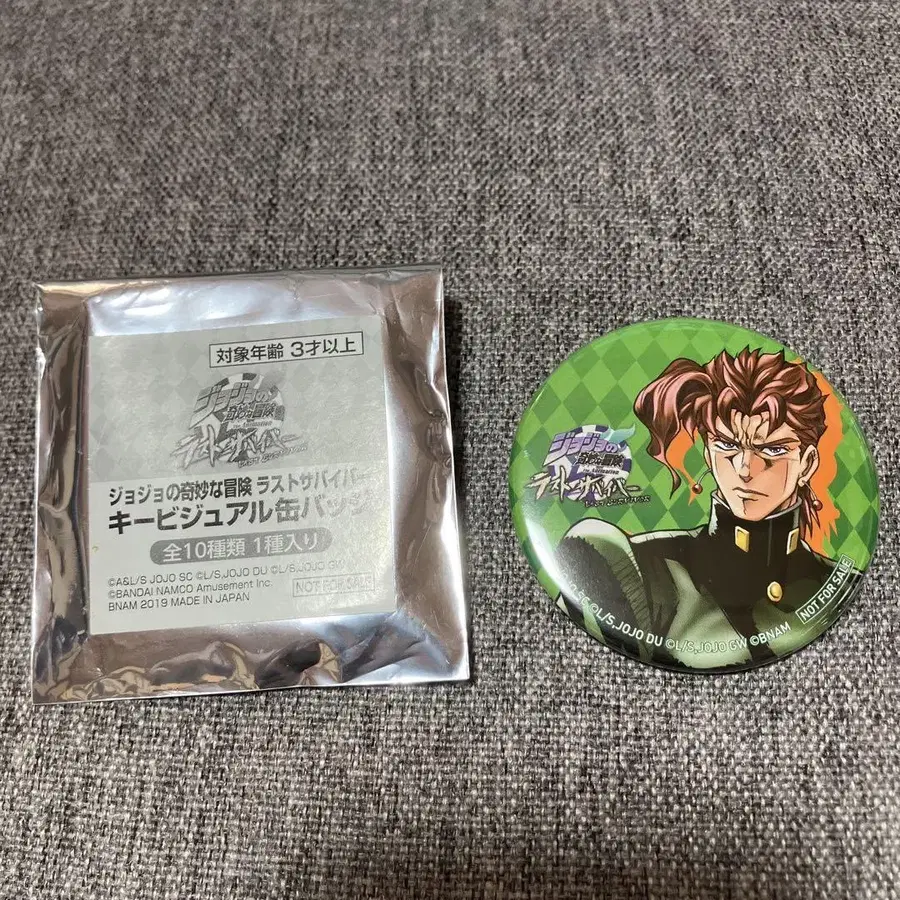 対象年齢 3才以上
ジョジョの
奇妙な冒険
ラストサバイバー
LAST SURVIVOR
ジョジョの奇妙な冒険 ラストサバイバー
キービジュアル缶バッジ
全10種類 1種入り
©A&L/S,JOJO SC ©L/S,JOJO DU ©L/S,JOJO GW
©BANDAI NAMCO Amusement Inc.
BNAM 2019 MADE IN JAPAN
NOT FOR SALE
ジョジョの
奇妙な冒険
ラストサバイバー
LAST SURVIVOR
©L/S,JOJO DU ©L/S,JOJO GW ©BNAM
NOT FOR SALE